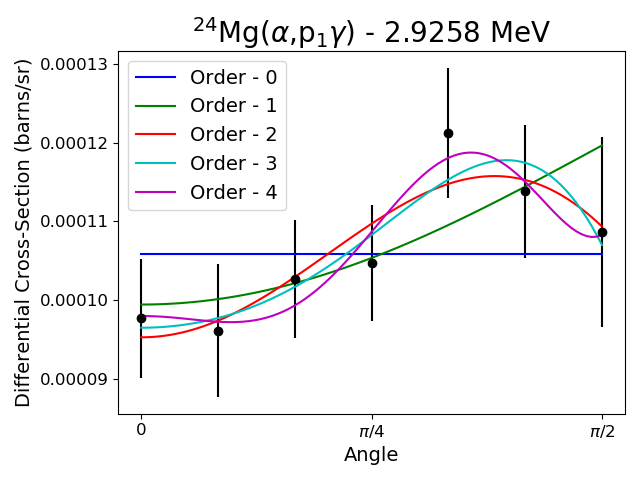 ²⁴Mg(α,p₁γ) - 2.9258 MeV
Differential Cross-Section (barns/sr)
0.00013
0.00012
0.00011
0.00010
0.00009
Order - 0
Order - 1
Order - 2
Order - 3
Order - 4
0
π/4
π/2
Angle